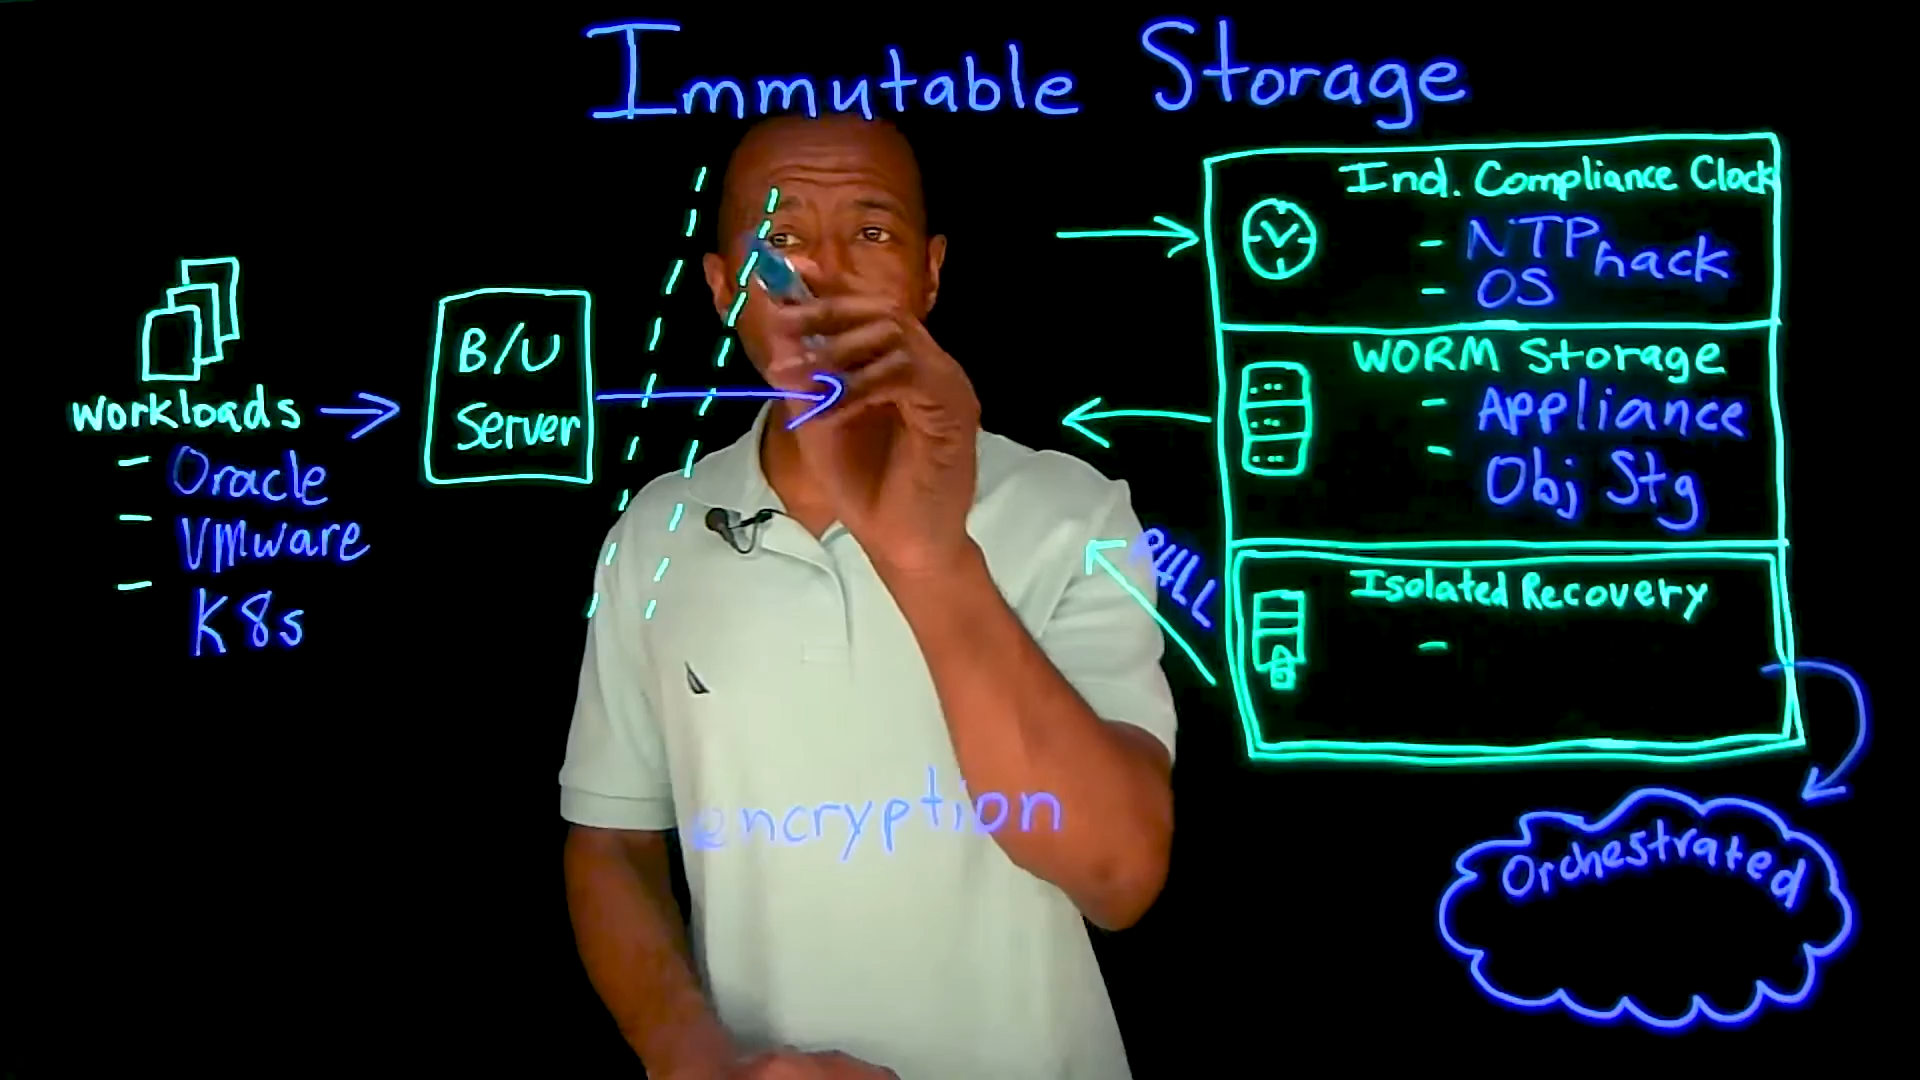 Immutable Storage
Workloads
- Oracle
- VMware
- K8s
B/U
Server
encryption
Ind. Compliance Clock
- NTP hack
- OS
WORM Storage
- Appliance
- Obj Stg
PULL
Isolated Recovery
-
Orchestrated